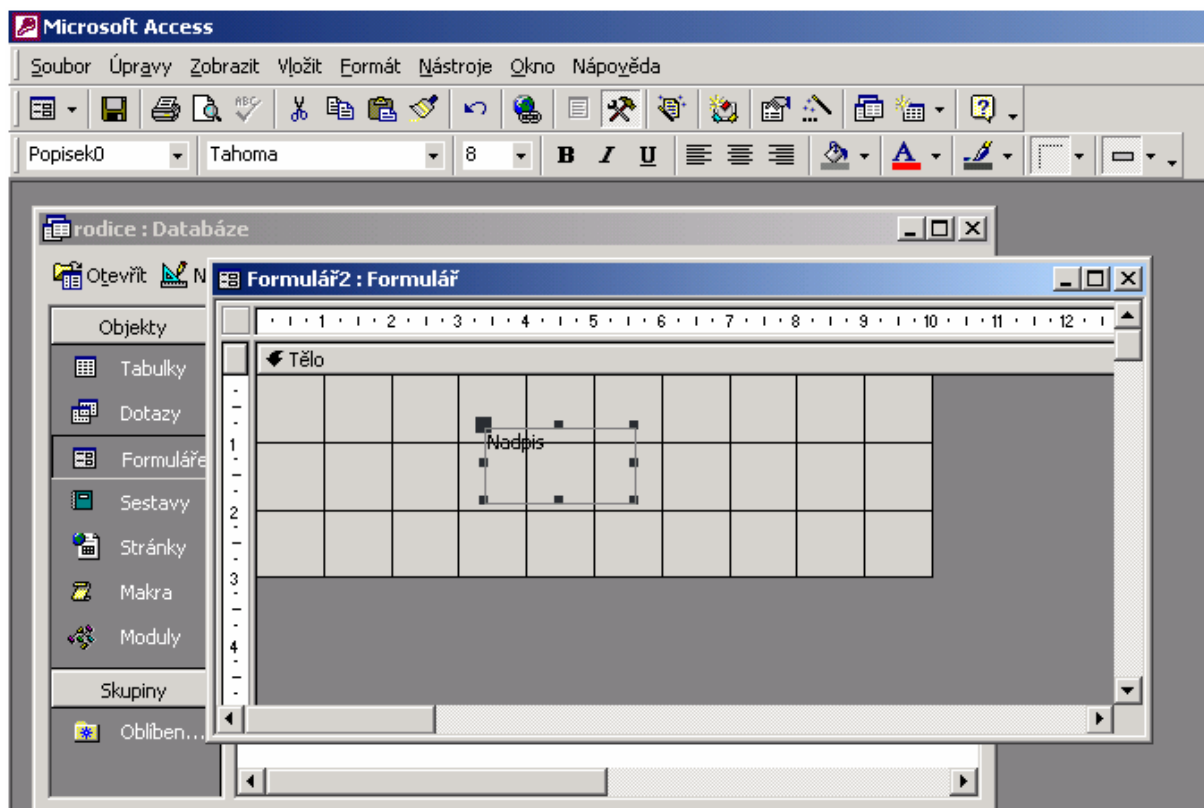 Microsoft Access
Soubor Úpravy Zobrazit Vložit Formát Nástroje Okno Nápověda
ABC
Popisek0 Tahoma 8 B I U A
rodice : Databáze
Otevřít N
Formulář2 : Formulář
Objekty
1 2 3 4 5 6 7 8 9 10 11 12
Tělo
Tabulky
Dotazy
Formuláře
Sestavy
Stránky
Makra
Moduly
Skupiny
Oblíben...
1
2
3
4
Nadpis